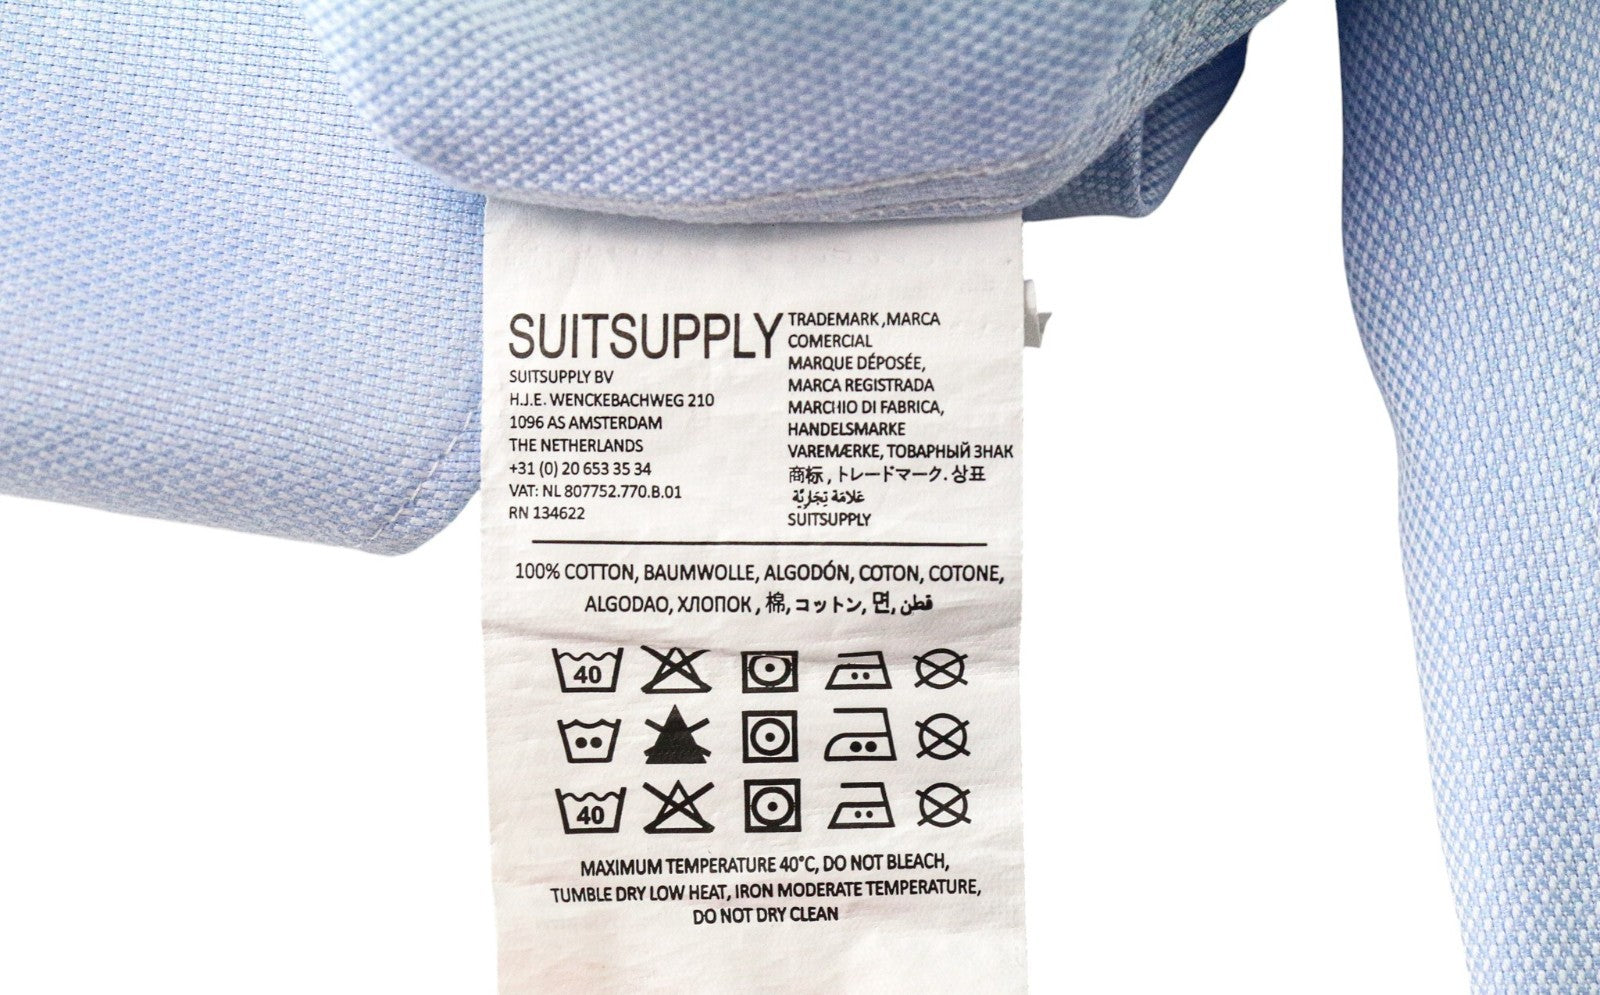 SUITSUPPLY
SUITSUPPLY BV
H.J.E. WENCKEBACHWEG 210
1096 AS AMSTERDAM
THE NETHERLANDS
+31 (0) 20 653 35 34
VAT: NL 807752.770.B.01
RN 134622
TRADEMARK ,MARCA
COMERCIAL
MARQUE DÉPOSÉE,
MARCA REGISTRADA
MARCHIO DI FABRICA,
HANDELSMARKE
VAREMÆRKE, ТОВАРНЫЙ ЗНАК
商标 , トレードマーク. 상표
عَلامَة تِجَارِيَّة
SUITSUPPLY
100% COTTON, BAUMWOLLE, ALGODÓN, COTON, COTONE,
ALGODAO, ХЛОПОК , 棉, コットン, 면, قطن
40
40
MAXIMUM TEMPERATURE 40°C, DO NOT BLEACH,
TUMBLE DRY LOW HEAT, IRON MODERATE TEMPERATURE,
DO NOT DRY CLEAN